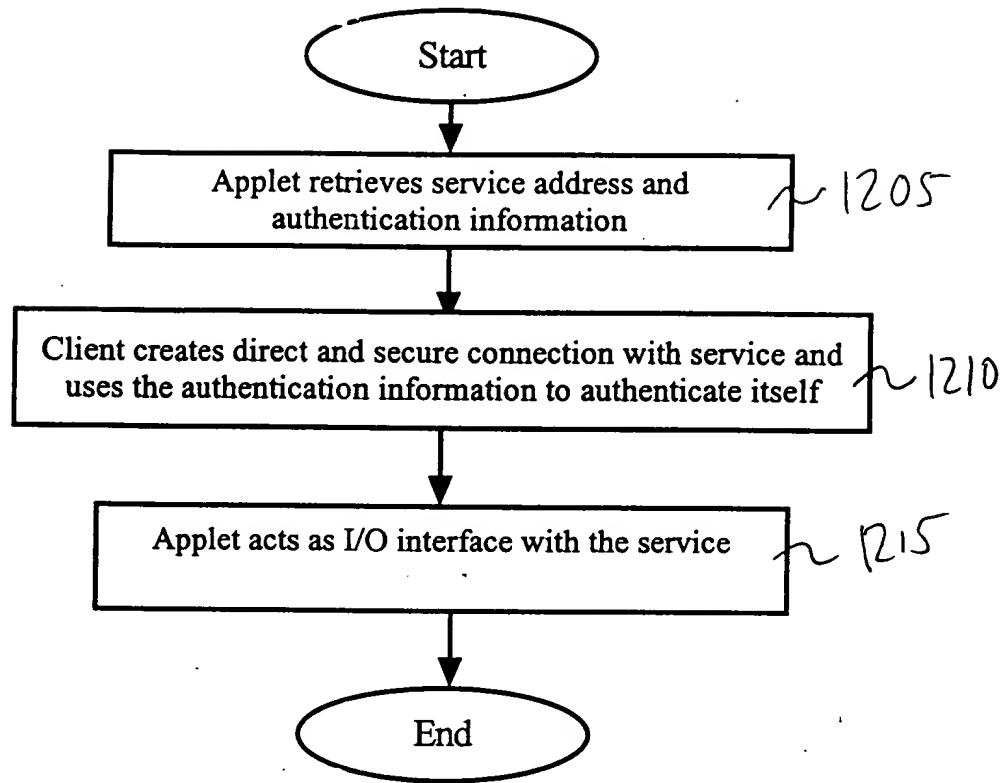 Start
Applet retrieves service address and
authentication information
1205
Client creates direct and secure connection with service and
uses the authentication information to authenticate itself
1210
Applet acts as I/O interface with the service
1215
End